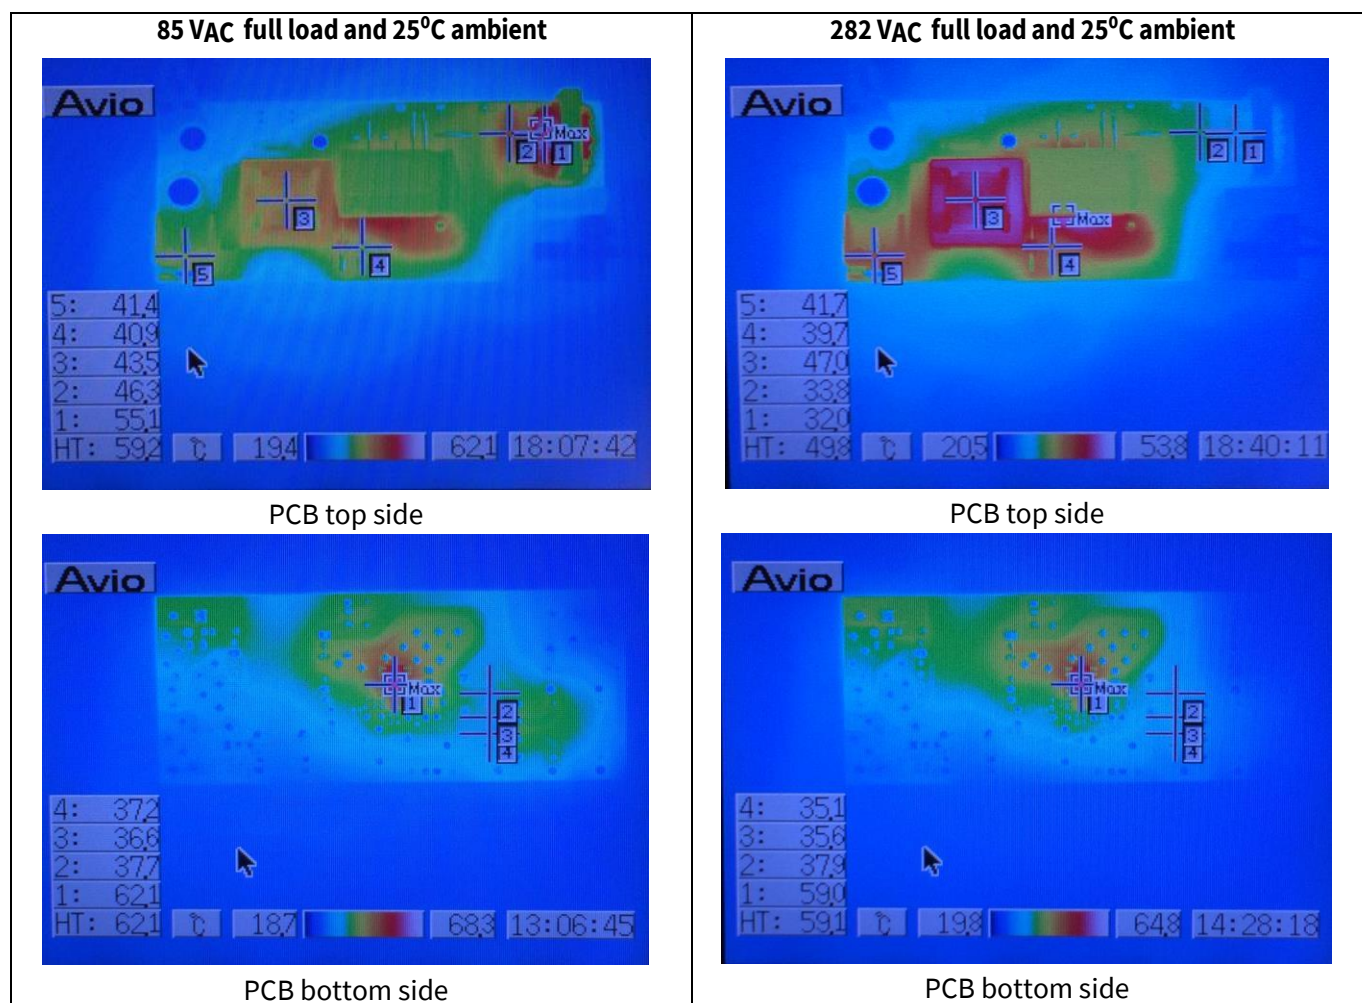 85 VAC full load and 25⁰C ambient
282 VAC full load and 25⁰C ambient
Avio
Max
2
1
3
4
5
5: 41.4
4: 40.9
3: 43.5
2: 46.3
1: 55.1
HT: 59.2 ℃ 19.4 62.1 18:07:42
PCB top side
Avio
2
1
3
Max
4
5
5: 41.7
4: 39.7
3: 47.0
2: 33.8
1: 32.0
HT: 49.8 ℃ 20.5 53.8 18:40:11
PCB top side
Avio
Max
1
2
3
4
4: 37.2
3: 36.6
2: 37.7
1: 62.1
HT: 62.1 ℃ 18.7 68.3 13:06:45
PCB bottom side
Avio
Max
1
2
3
4
4: 35.1
3: 35.6
2: 37.9
1: 59.0
HT: 59.1 ℃ 19.8 64.8 14:28:18
PCB bottom side